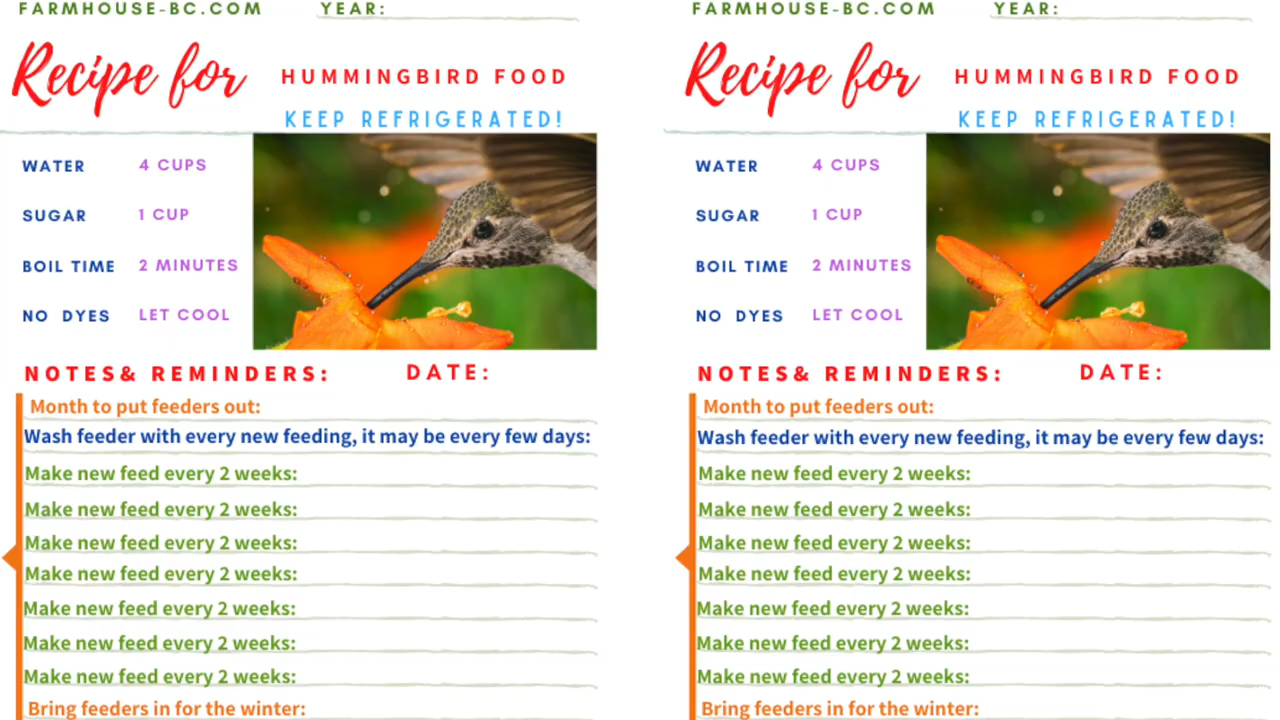 FARMHOUSE-BC.COM YEAR:
Recipe for HUMMINGBIRD FOOD
KEEP REFRIGERATED!
WATER 4 CUPS
SUGAR 1 CUP
BOIL TIME 2 MINUTES
NO DYES LET COOL
NOTES& REMINDERS: DATE:
Month to put feeders out:
Wash feeder with every new feeding, it may be every few days:
Make new feed every 2 weeks:
Make new feed every 2 weeks:
Make new feed every 2 weeks:
Make new feed every 2 weeks:
Make new feed every 2 weeks:
Make new feed every 2 weeks:
Make new feed every 2 weeks:
Bring feeders in for the winter:
FARMHOUSE-BC.COM YEAR:
Recipe for HUMMINGBIRD FOOD
KEEP REFRIGERATED!
WATER 4 CUPS
SUGAR 1 CUP
BOIL TIME 2 MINUTES
NO DYES LET COOL
NOTES& REMINDERS: DATE:
Month to put feeders out:
Wash feeder with every new feeding, it may be every few days:
Make new feed every 2 weeks:
Make new feed every 2 weeks:
Make new feed every 2 weeks:
Make new feed every 2 weeks:
Make new feed every 2 weeks:
Make new feed every 2 weeks:
Make new feed every 2 weeks:
Bring feeders in for the winter: